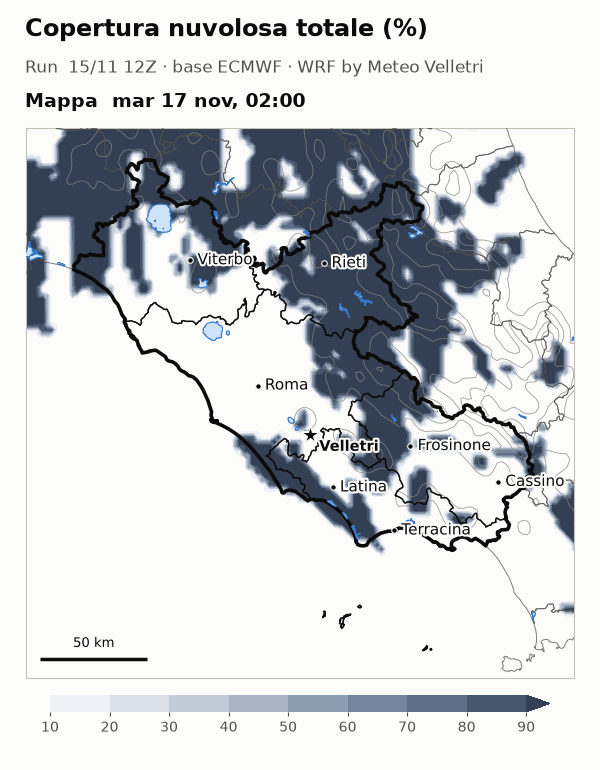 Copertura nuvolosa totale (%)
Run  15/11 12Z · base ECMWF · WRF by Meteo Velletri
Mappa  mar 17 nov, 02:00
Viterbo
Rieti
Roma
Velletri
Frosinone
Latina
Cassino
Terracina
50 km
10 20 30 40 50 60 70 80 90